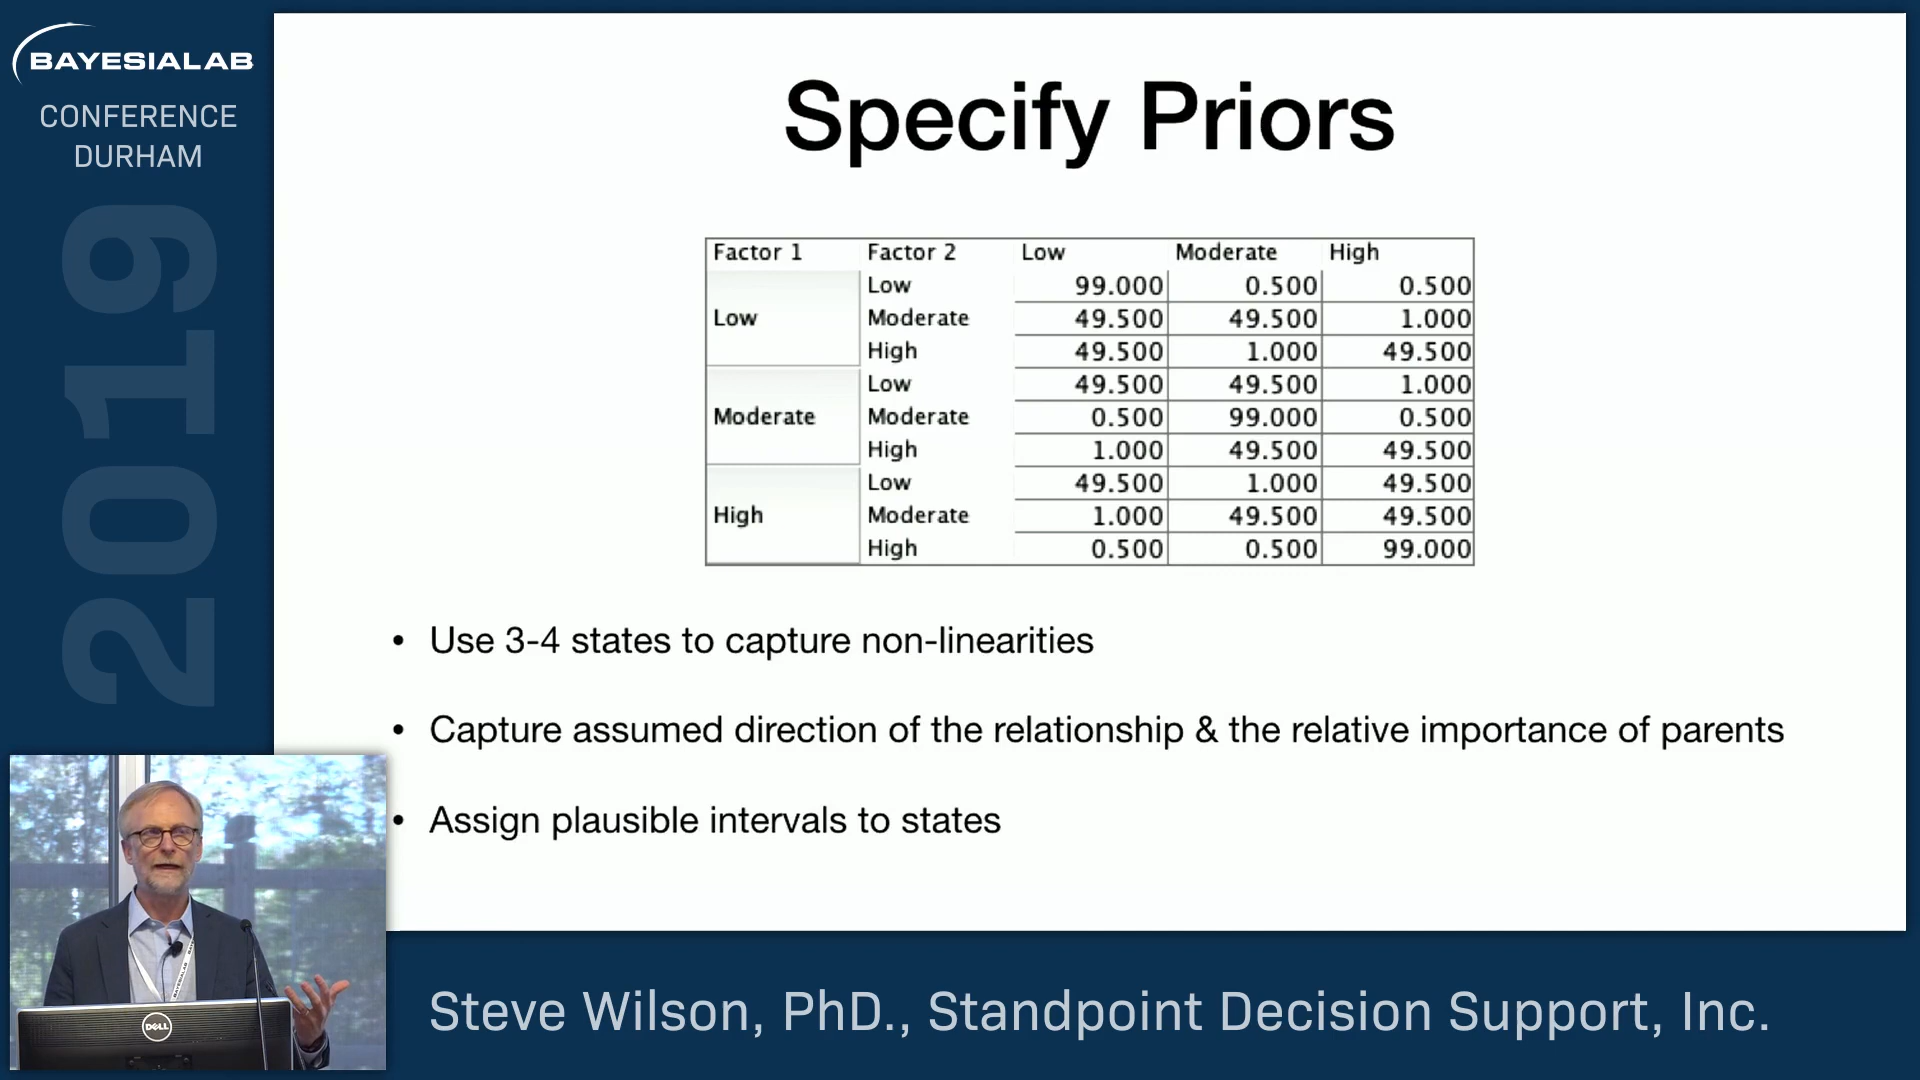 BAYESIALAB
CONFERENCE
DURHAM
2019
Specify Priors
Factor 1 Factor 2 Low Moderate High
Low Low 99.000 0.500 0.500
Moderate 49.500 49.500 1.000
High 49.500 1.000 49.500
Moderate Low 49.500 49.500 1.000
Moderate 0.500 99.000 0.500
High 1.000 49.500 49.500
High Low 49.500 1.000 49.500
Moderate 1.000 49.500 49.500
High 0.500 0.500 99.000
• Use 3-4 states to capture non-linearities
• Capture assumed direction of the relationship & the relative importance of parents
• Assign plausible intervals to states
BAYESIALAB
DELL
Steve Wilson, PhD., Standpoint Decision Support, Inc.